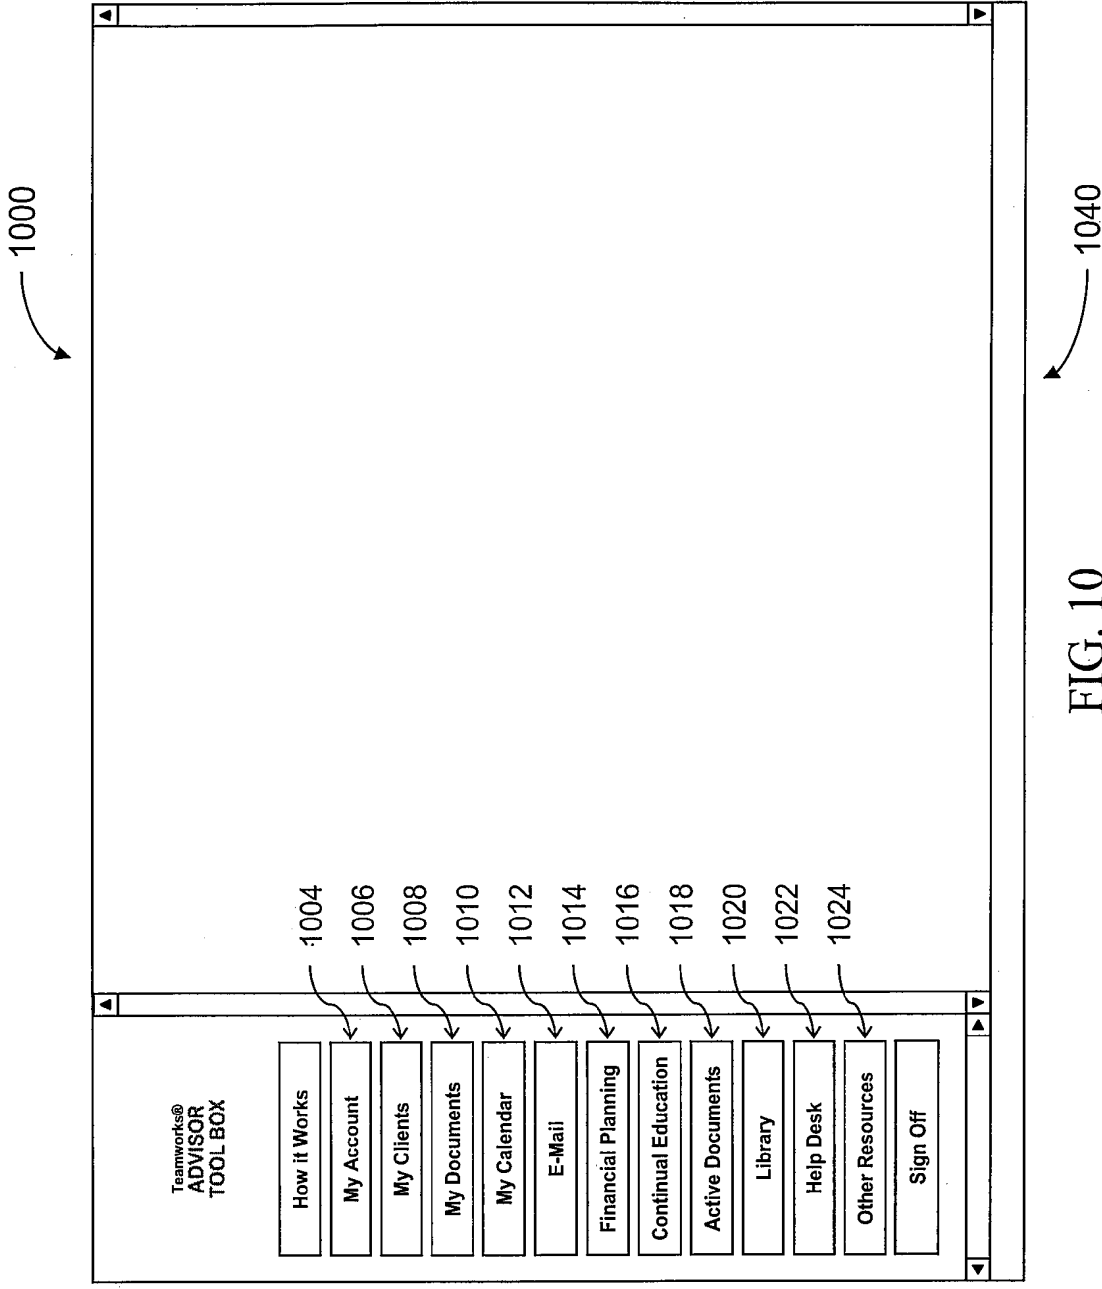 1000
Teamworks®
ADVISOR
TOOL BOX
How it Works
My Account
1004
My Clients
1006
My Documents
1008
My Calendar
1010
E-Mail
1012
Financial Planning
1014
Continual Education
1016
Active Documents
1018
Library
1020
Help Desk
1022
Other Resources
1024
Sign Off
1040
FIG. 10